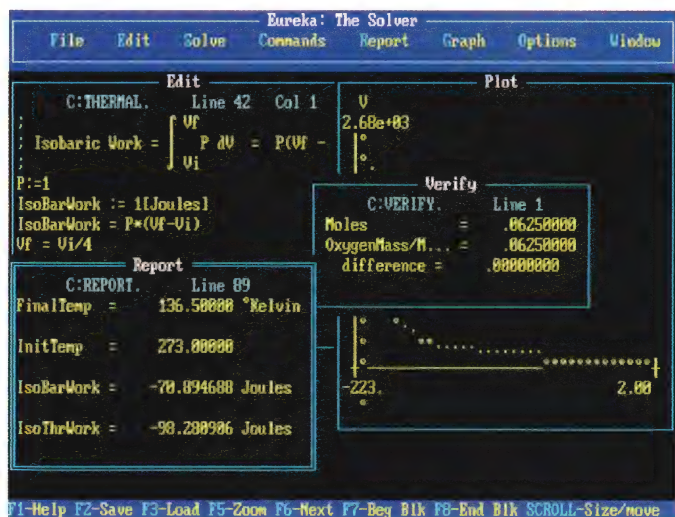 Eureka: The Solver
File Edit Solve Commands Report Graph Options Window
Edit
C:THERMAL. Line 42 Col 1
;
; Isobaric Work = ∫ Vf Vi P dV = P(Vf -
;
P:=1
IsoBarWork := 1[Joules]
IsoBarWork = P*(Vf-Vi)
Vf = Vi/4
Plot
V
2.68e+03
-223. 2.00
Verify
C:VERIFY. Line 1
Moles = .06250000
OxygenMass/M... = .06250000
difference = .00000000
Report
C:REPORT. Line 89
FinalTemp = 136.50000 °Kelvin
InitTemp = 273.00000
IsoBarWork = -70.894688 Joules
IsoThrWork = -98.280906 Joules
F1-Help F2-Save F3-Load F5-Zoom F6-Next F7-Beg Blk F8-End Blk SCROLL-Size/move